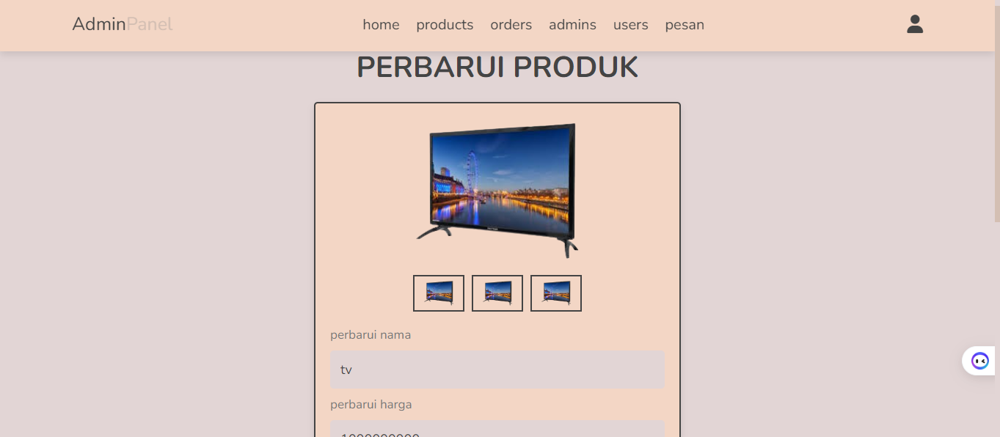 AdminPanel
home products orders admins users pesan
PERBARUI PRODUK
perbarui nama
tv
perbarui harga